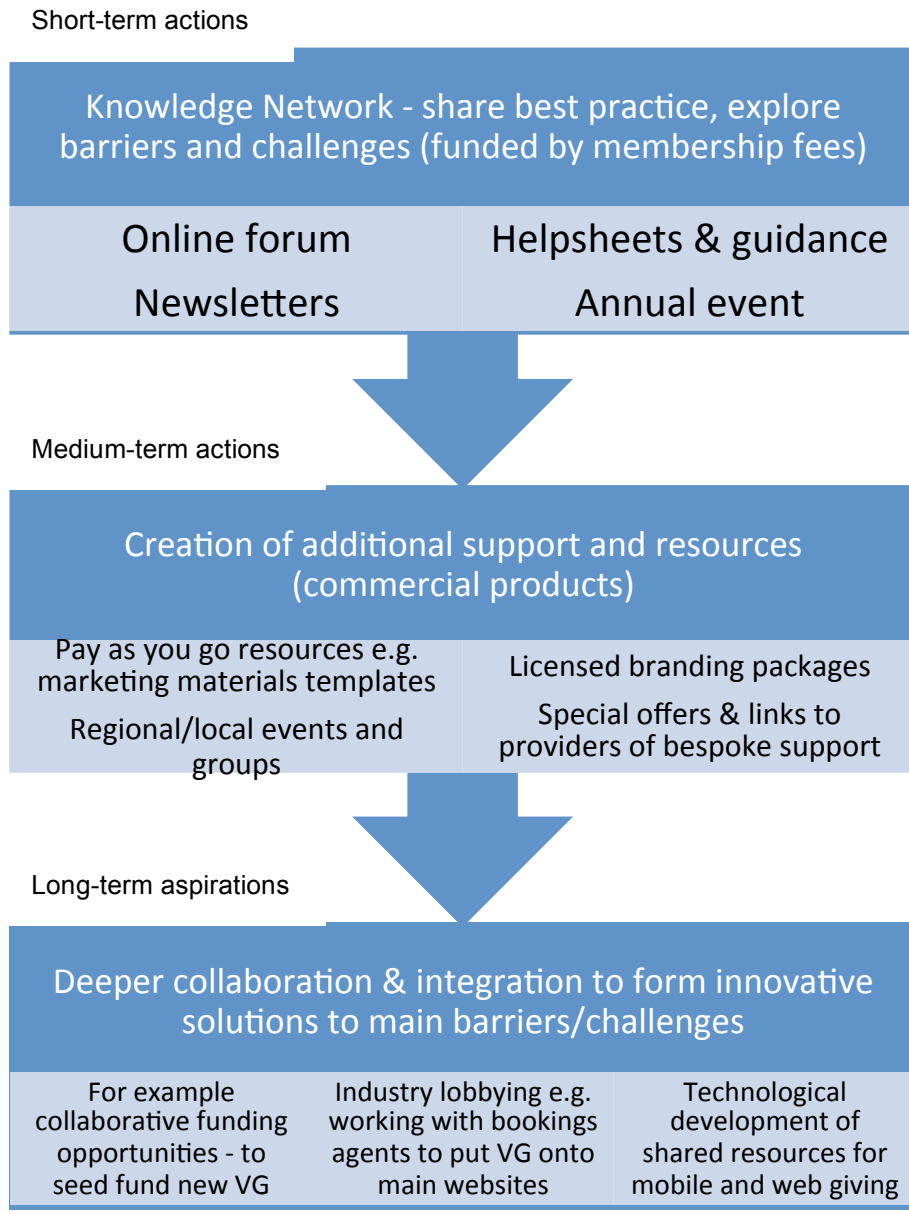 Short-term actions
Knowledge Network - share best practice, explore
barriers and challenges (funded by membership fees)
Online forum
Newsletters
Helpsheets & guidance
Annual event
Medium-term actions
Creation of additional support and resources
(commercial products)
Pay as you go resources e.g.
marketing materials templates
Regional/local events and
groups
Licensed branding packages
Special offers & links to
providers of bespoke support
Long-term aspirations
Deeper collaboration & integration to form innovative
solutions to main barriers/challenges
For example
collaborative funding
opportunities - to
seed fund new VG
Industry lobbying e.g.
working with bookings
agents to put VG onto
main websites
Technological
development of
shared resources for
mobile and web giving